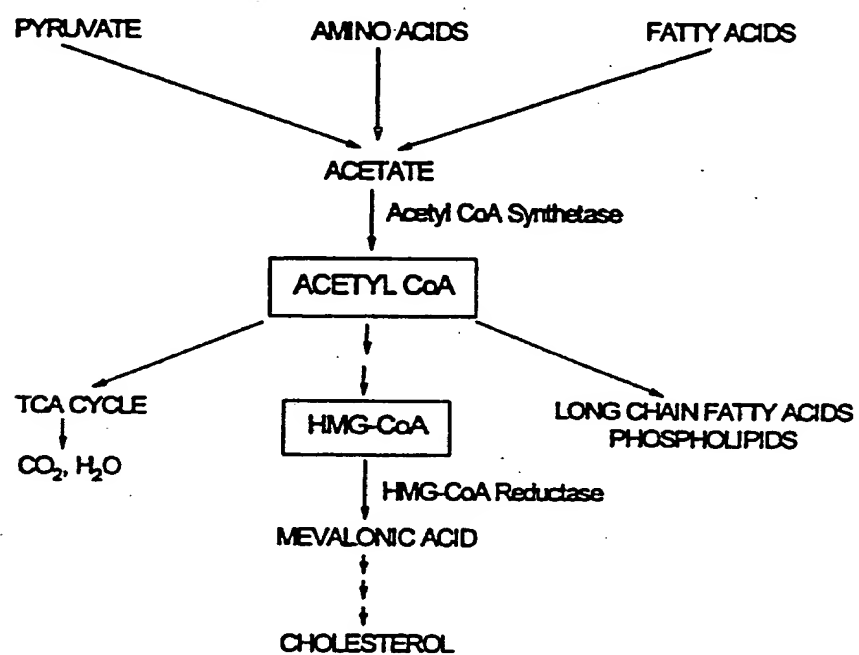 PYRUVATE
AMINO ACIDS
FATTY ACIDS
ACETATE
Acetyl CoA Synthetase
ACETYL CoA
TCA CYCLE
CO₂, H₂O
HMG-CoA
LONG CHAIN FATTY ACIDS
PHOSPHOLIPIDS
HMG-CoA Reductase
MEVALONIC ACID
CHOLESTEROL